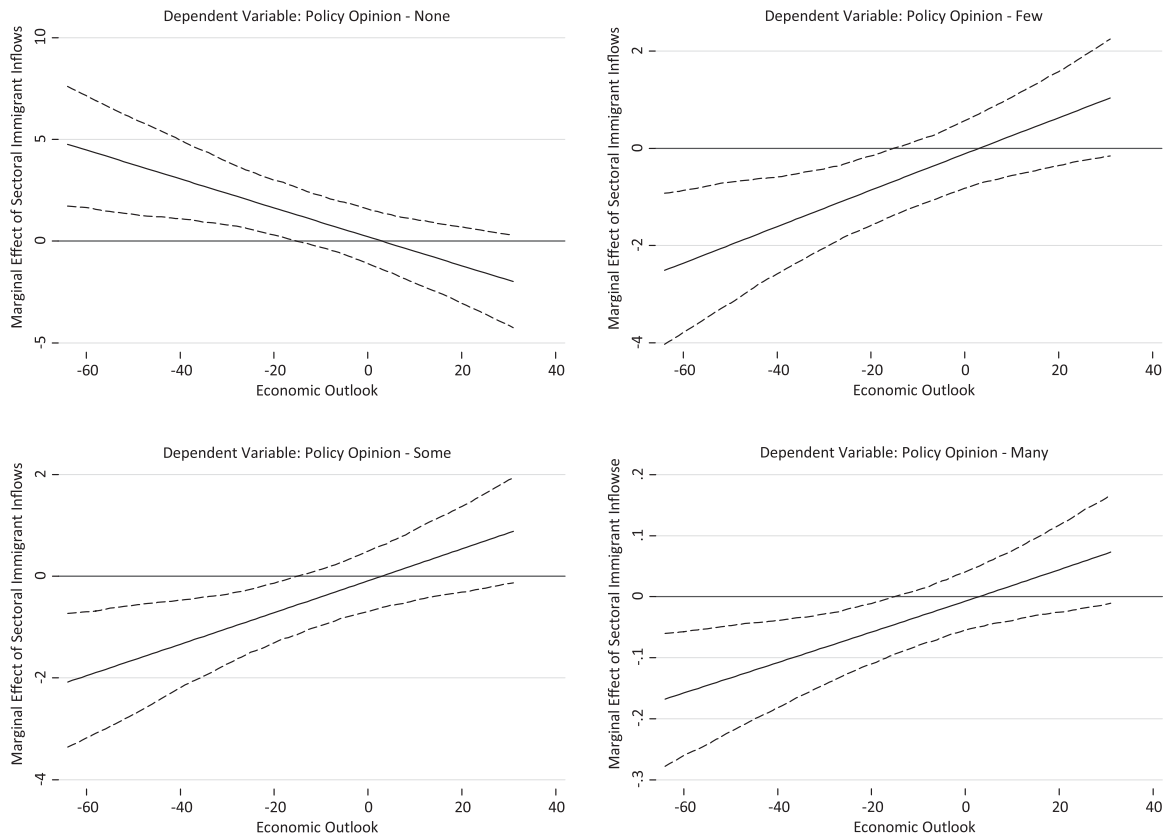 Dependent Variable: Policy Opinion - None
Marginal Effect of Sectoral Immigrant Inflows
10
5
0
-5
-60 -40 -20 0 20 40
Economic Outlook
Dependent Variable: Policy Opinion - Few
Marginal Effect of Sectoral Immigrant Inflows
2
0
-2
-4
-60 -40 -20 0 20 40
Economic Outlook
Dependent Variable: Policy Opinion - Some
Marginal Effect of Sectoral Immigrant Inflows
2
0
-2
-4
-60 -40 -20 0 20 40
Economic Outlook
Dependent Variable: Policy Opinion - Many
Marginal Effect of Sectoral Immigrant Inflowse
.2
.1
0
-.1
-.2
-.3
-60 -40 -20 0 20 40
Economic Outlook